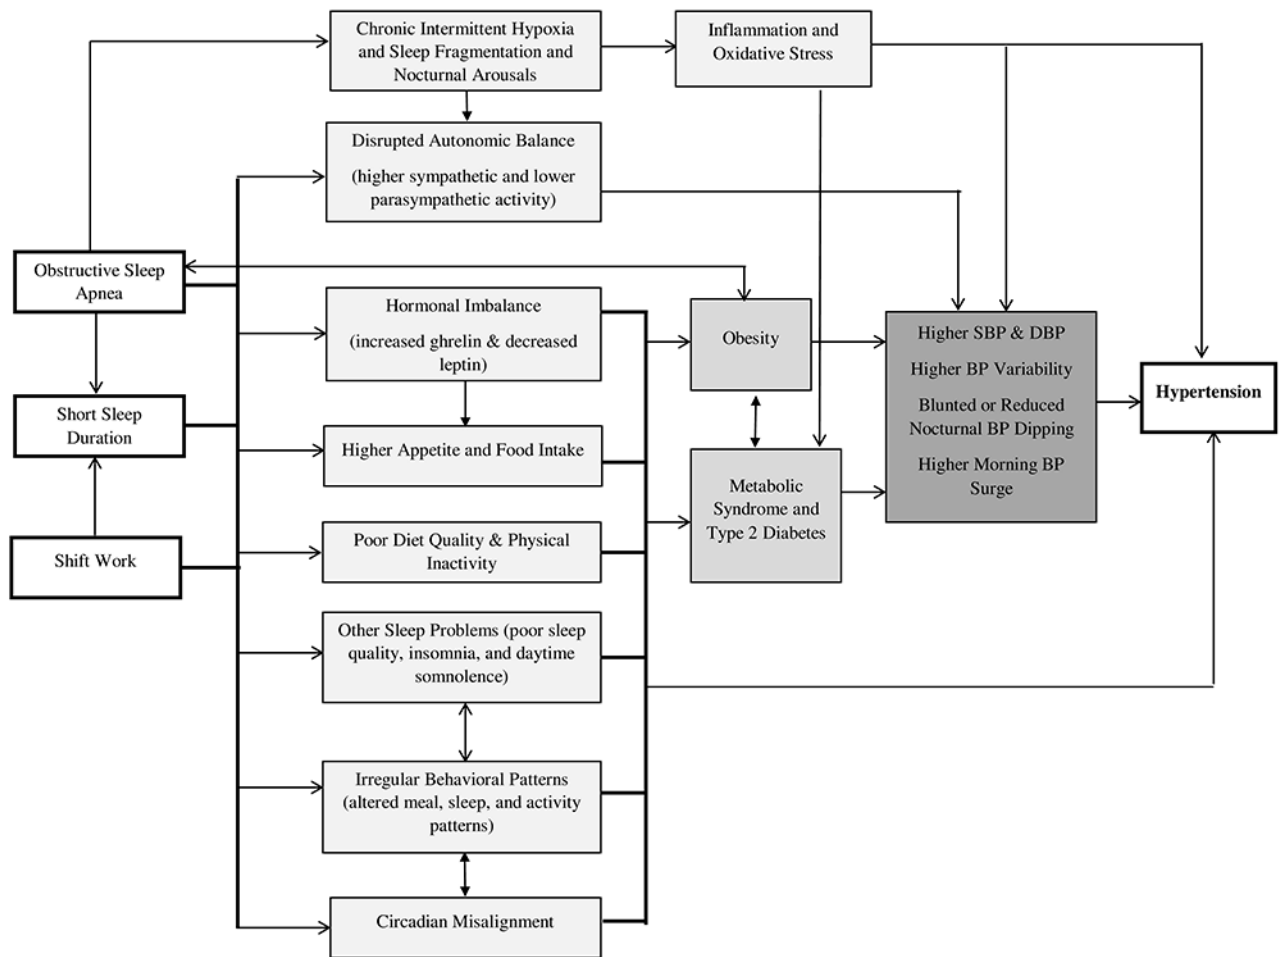 Chronic Intermittent Hypoxia
and Sleep Fragmentation and
Nocturnal Arousals
Inflammation and
Oxidative Stress
Disrupted Autonomic Balance
(higher sympathetic and lower
parasympathetic activity)
Obstructive Sleep
Apnea
Hormonal Imbalance
(increased ghrelin & decreased
leptin)
Obesity
Higher SBP & DBP
Higher BP Variability
Blunted or Reduced
Nocturnal BP Dipping
Higher Morning BP
Surge
Hypertension
Short Sleep
Duration
Higher Appetite and Food Intake
Metabolic
Syndrome and
Type 2 Diabetes
Shift Work
Poor Diet Quality & Physical
Inactivity
Other Sleep Problems (poor sleep
quality, insomnia, and daytime
somnolence)
Irregular Behavioral Patterns
(altered meal, sleep, and activity
patterns)
Circadian Misalignment